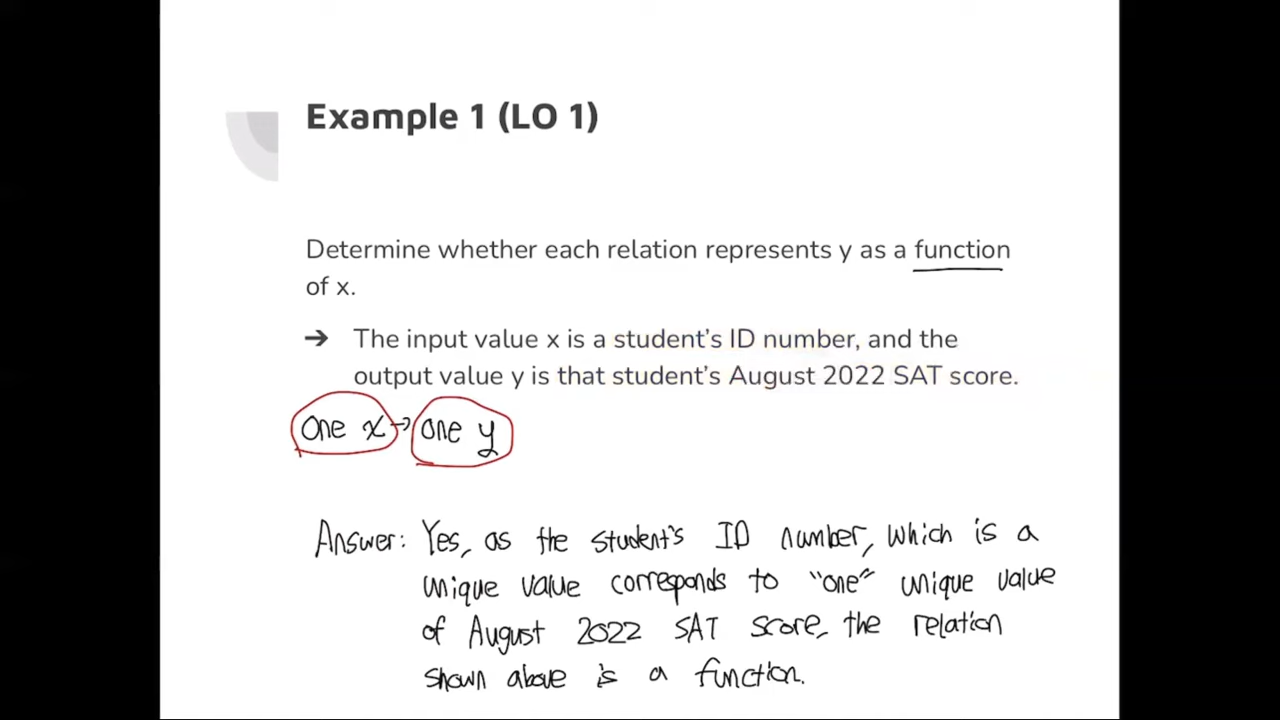 Example 1 (LO 1)
Determine whether each relation represents y as a function
of x.
➔ The input value x is a student's ID number, and the
output value y is that student's August 2022 SAT score.
one x → one y
Answer: Yes, as the student's ID number, which is a
unique value corresponds to "one" unique value
of August 2022 SAT score, the relation
shown above is a function.